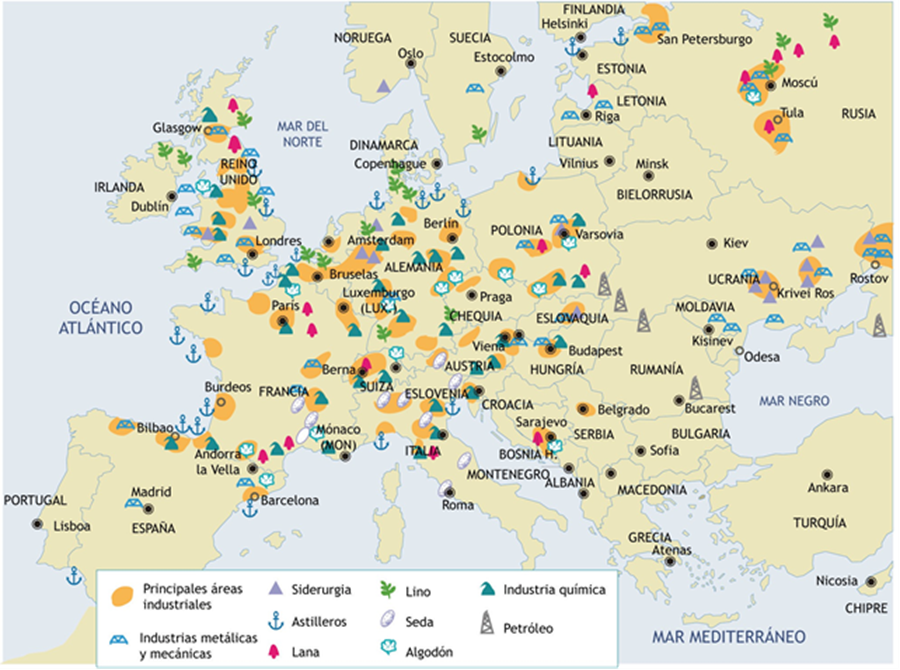 FINLANDIA
Helsinki
NORUEGA
SUECIA
Oslo
Estocolmo
San Petersburgo
ESTONIA
Moscú
LETONIA
Riga
Tula
RUSIA
Glasgow
MAR DEL
NORTE
DINAMARCA
Copenhague
LITUANIA
Vilnius
Minsk
BIELORRUSIA
REINO
UNIDO
IRLANDA
Dublín
Londres
Amsterdam
Berlín
POLONIA
Varsovia
Kiev
Bruselas
ALEMANIA
UCRANIA
Rostov
Krivei Ros
OCÉANO
ATLÁNTICO
París
Luxemburgo
(LUX.)
Praga
CHEQUIA
ESLOVAQUIA
MOLDAVIA
Kisinev
Odesa
Viena
Budapest
Berna
AUSTRIA
HUNGRÍA
RUMANÍA
SUIZA
Burdeos
FRANCIA
ESLOVENIA
CROACIA
Belgrado
Bucarest
MAR NEGRO
Bilbao
Mónaco
(MON)
Sarajevo
SERBIA
BULGARIA
Andorra
la Vella
ITALIA
BOSNIA H.
Sofía
MONTENEGRO
ALBANIA
MACEDONIA
Ankara
PORTUGAL
Madrid
Barcelona
Roma
Lisboa
ESPAÑA
TURQUÍA
GRECIA
Atenas
Nicosia
CHIPRE
MAR MEDITERRÁNEO
Principales áreas
industriales
Industrias metálicas
y mecánicas
Siderurgia
Astilleros
Lana
Lino
Seda
Algodón
Industria química
Petróleo